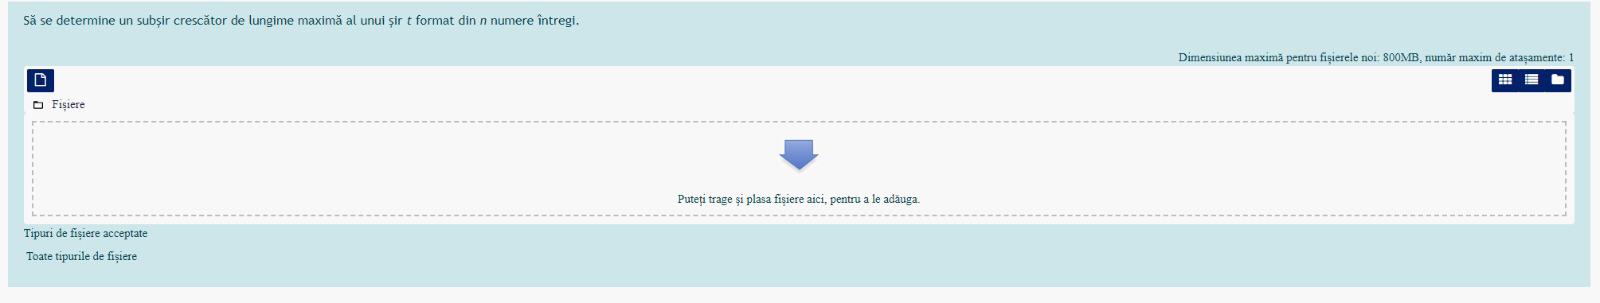 Să se determine un subșir crescător de lungime maximă al unui șir t format din n numere întregi.
Dimensiunea maximă pentru fișierele noi: 800MB, număr maxim de atașamente: 1
Fișiere
Puteți trage și plasa fișiere aici, pentru a le adăuga.
Tipuri de fișiere acceptate
Toate tipurile de fișiere